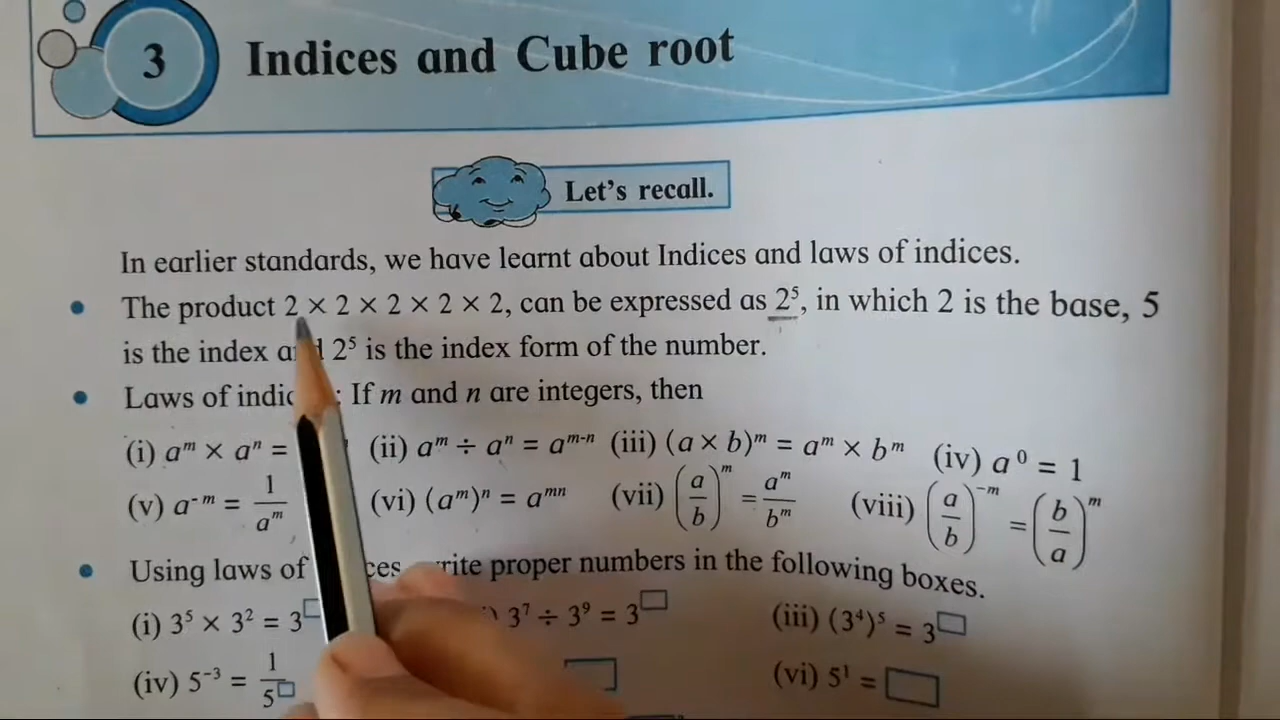 3 Indices and Cube root
Let's recall.
In earlier standards, we have learnt about Indices and laws of indices.
The product 2 × 2 × 2 × 2 × 2, can be expressed as 2⁵, in which 2 is the base, 5
is the index 2⁵ is the index form of the number.
Laws of : If m and n are integers, then
(i) aᵐ × aⁿ = (ii) aᵐ ÷ aⁿ = aᵐ⁻ⁿ (iii) (a × b)ᵐ = aᵐ × bᵐ (iv) a⁰ = 1
(v) a⁻ᵐ = 1/aᵐ (vi) (aᵐ)ⁿ = aᵐⁿ (vii) (a/b)ᵐ = aᵐ/bᵐ (viii) (a/b)⁻ᵐ = (b/a)ᵐ
Using laws of proper numbers in the following boxes.
(i) 3⁵ × 3² = 3□ 3⁷ ÷ 3⁹ = 3□ (iii) (3⁴)⁵ = 3□
(iv) 5⁻³ = 1/5□ □ (vi) 5¹ = □